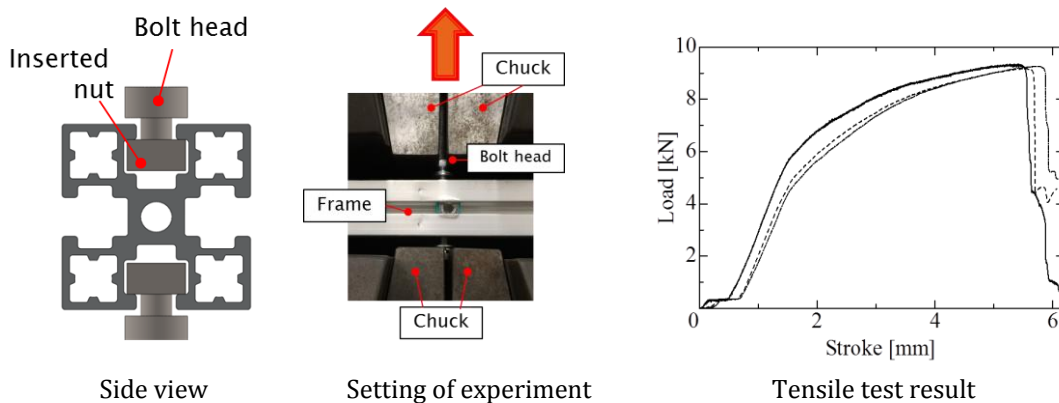 Bolt head
Inserted
nut
Chuck
Bolt head
Frame
Chuck
10
8
6
4
2
0
2
4
6
Load [kN]
Stroke [mm]
Side view
Setting of experiment
Tensile test result